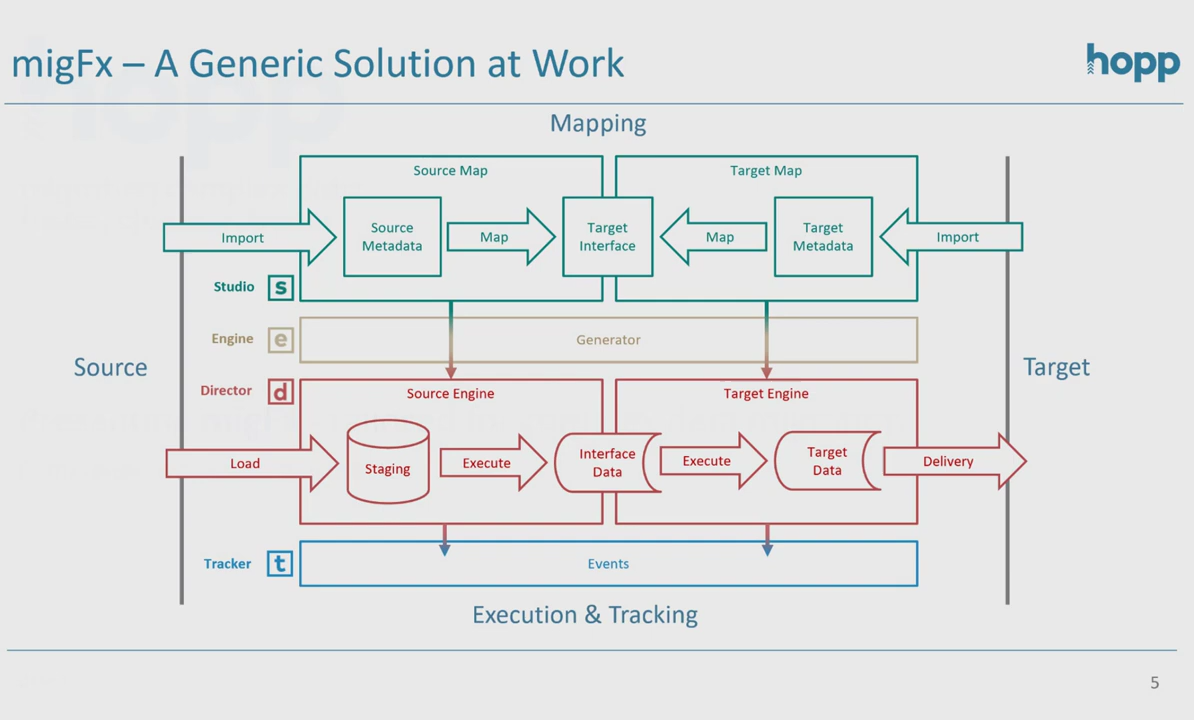 migFx – A Generic Solution at Work
hopp
Mapping
Source Map
Target Map
Import
Source
Metadata
Map
Target
Interface
Map
Target
Metadata
Import
Studio
s
Engine
e
Generator
Source
Target
Director
d
Source Engine
Target Engine
Load
Staging
Execute
Interface
Data
Execute
Target
Data
Delivery
Tracker
t
Events
Execution & Tracking
5